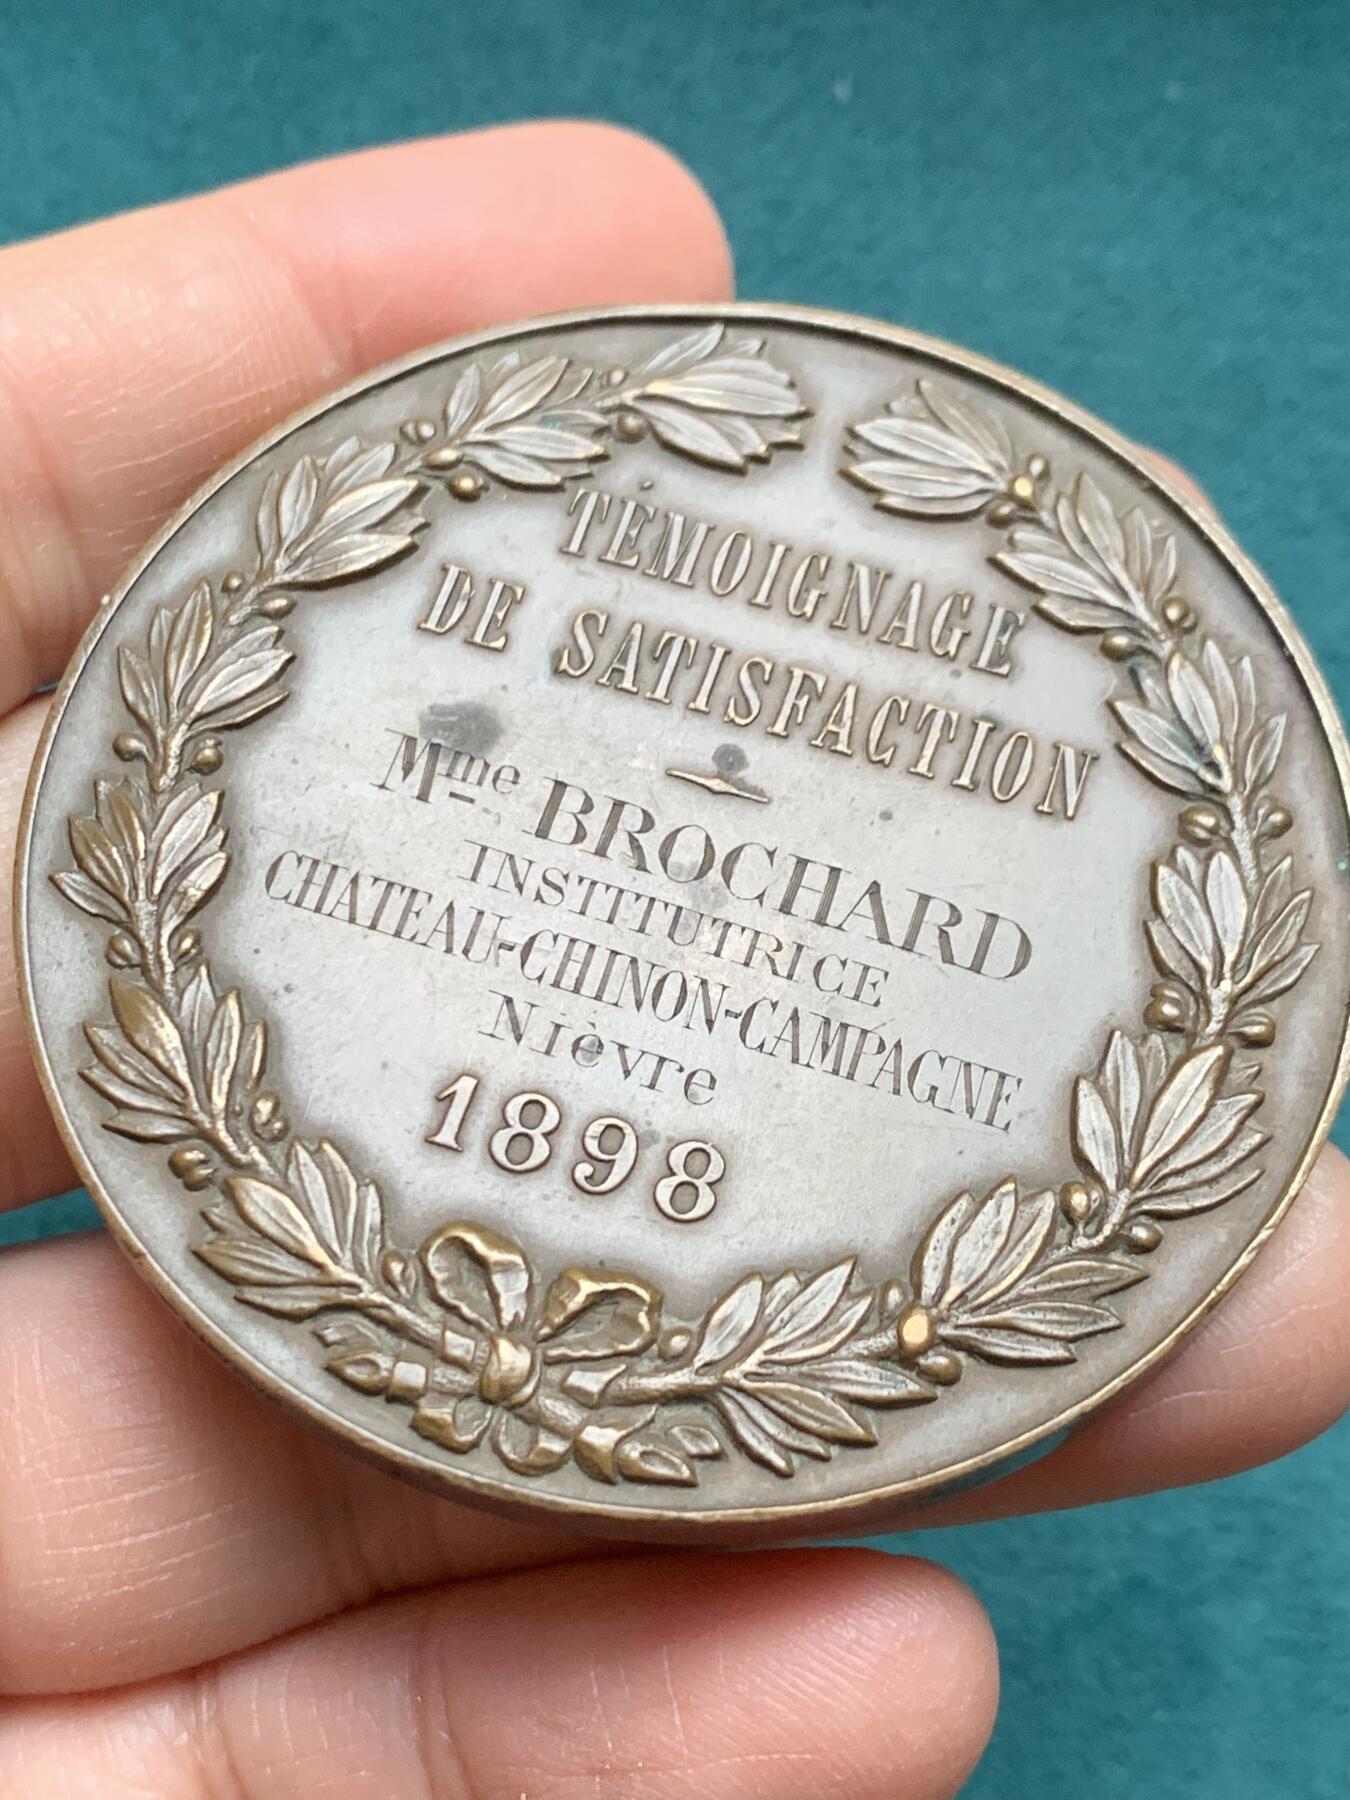 TÉMOIGNAGE
DE SATISFACTION
Mme BROCHARD
INSTITUTRICE
CHATEAU-CHINON-CAMPAGNE
Nièvre
1898